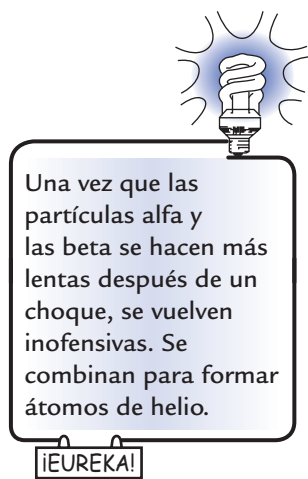 Una vez que las
partículas alfa y
las beta se hacen más
lentas después de un
choque, se vuelven
inofensivas. Se
combinan para formar
átomos de helio.
¡EUREKA!